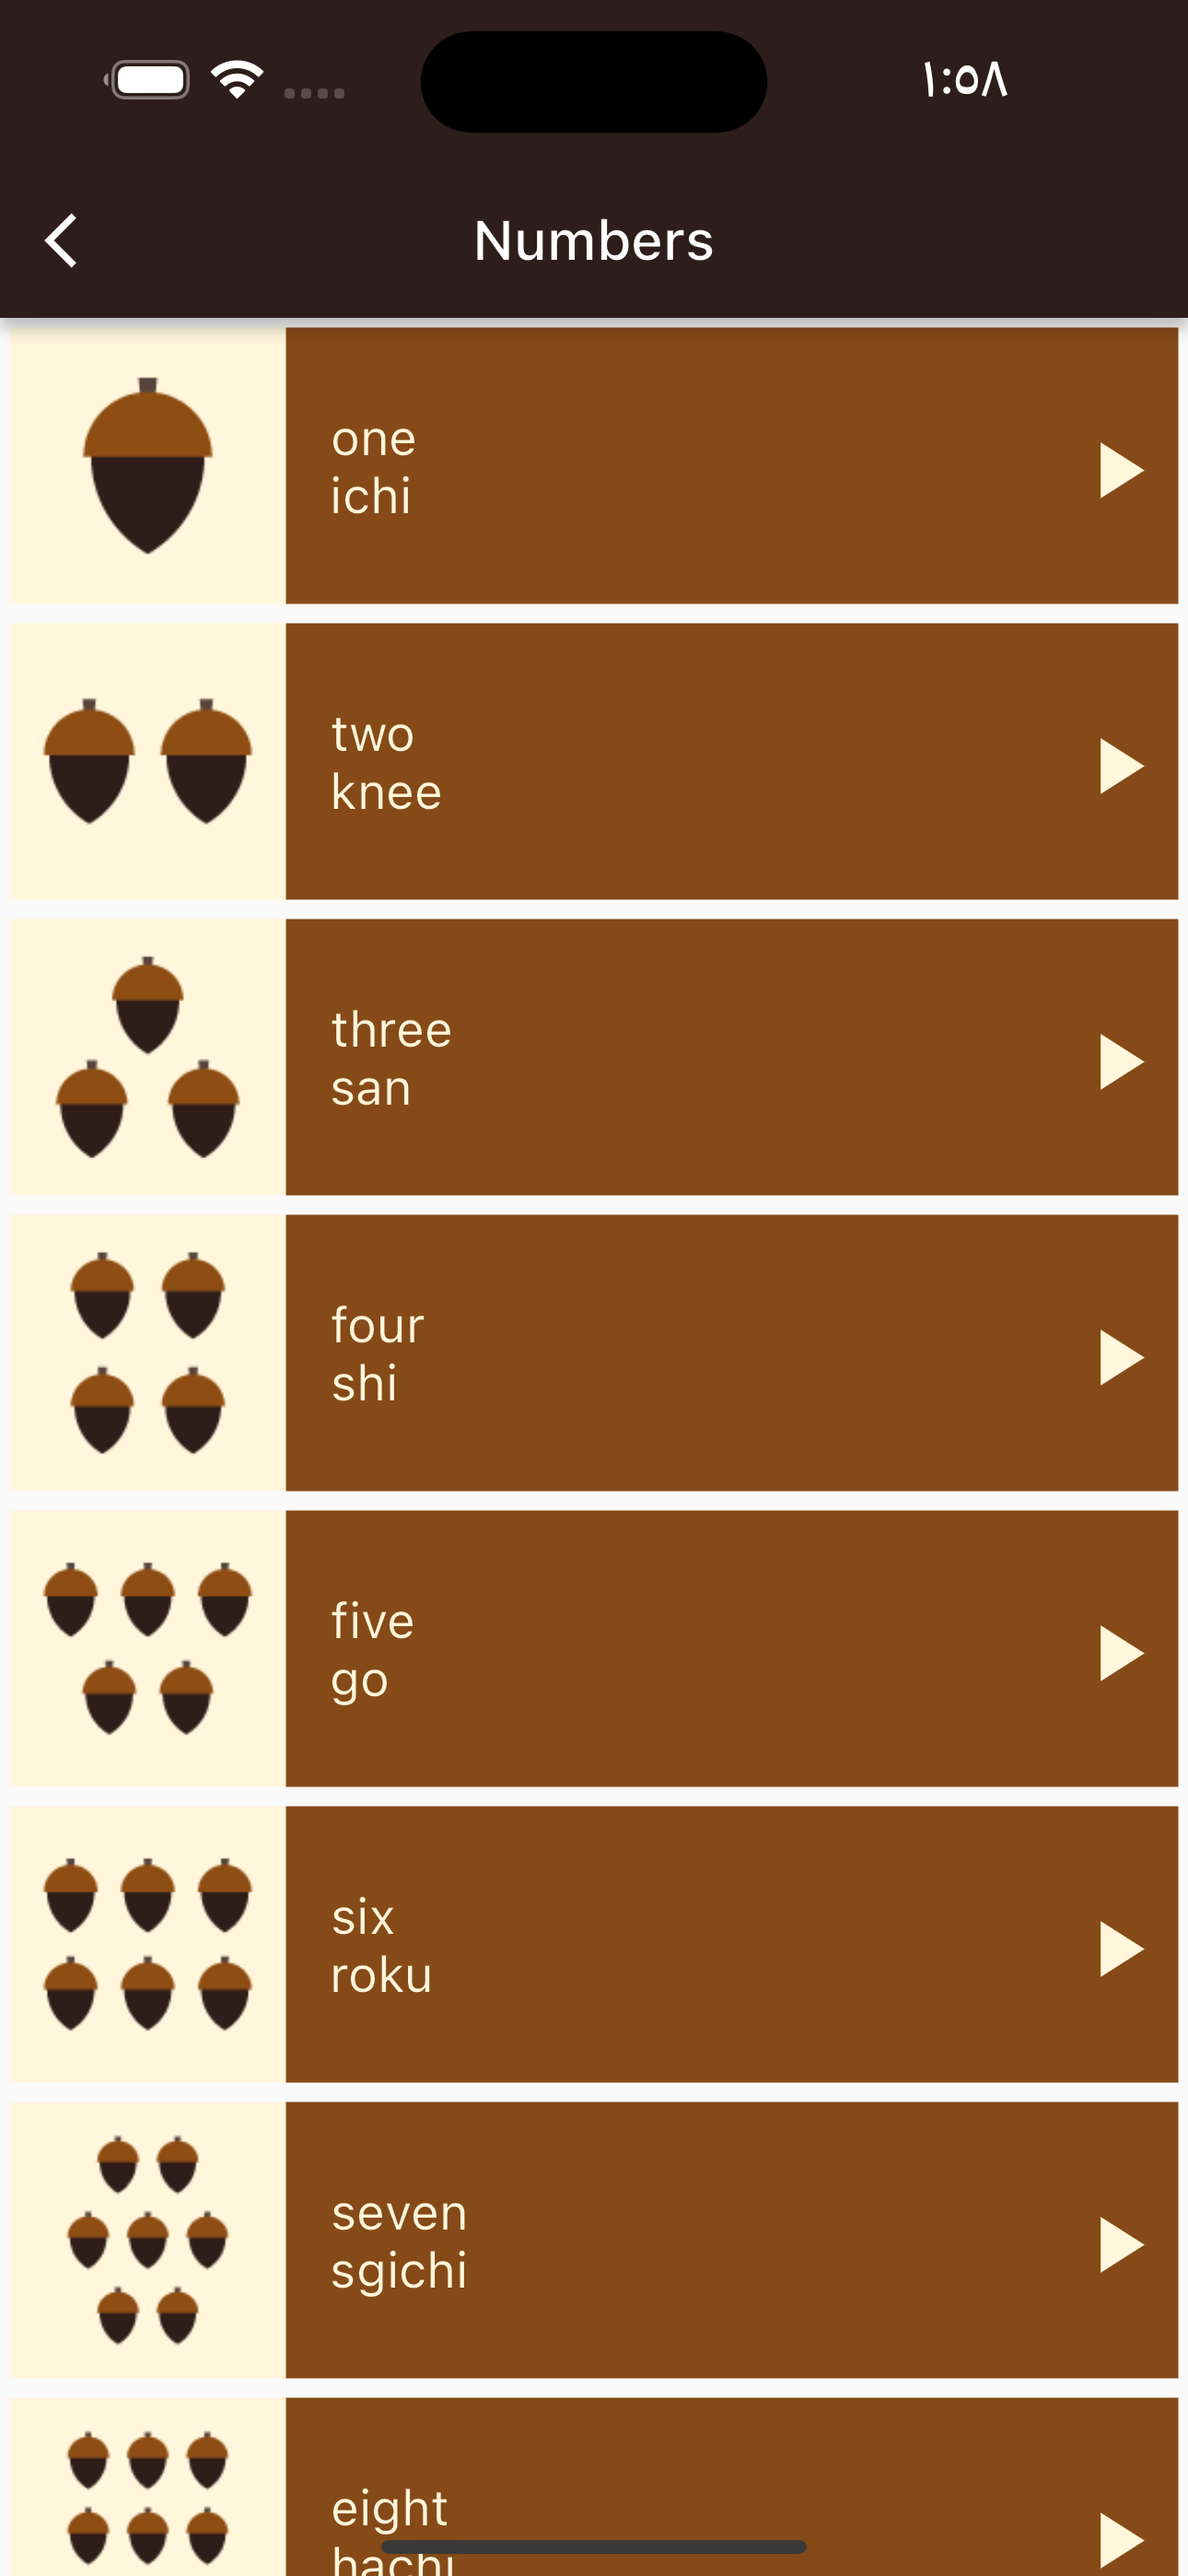 ١:٥٨
Numbers
one
ichi
two
knee
three
san
four
shi
five
go
six
roku
seven
sgichi
eight
hachi